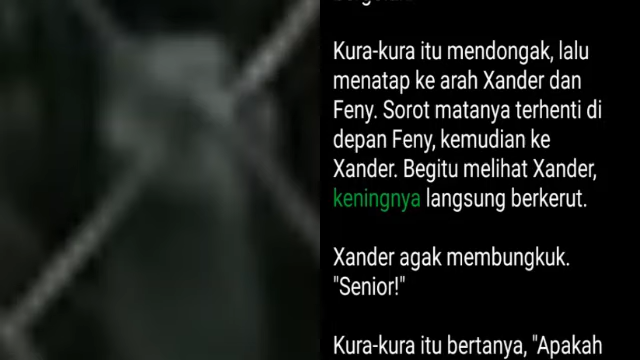 Kura-kura itu mendongak, lalu
menatap ke arah Xander dan
Feny. Sorot matanya terhenti di
depan Feny, kemudian ke
Xander. Begitu melihat Xander,
keningnya langsung berkerut.
Xander agak membungkuk.
"Senior!"
Kura-kura itu bertanya, "Apakah